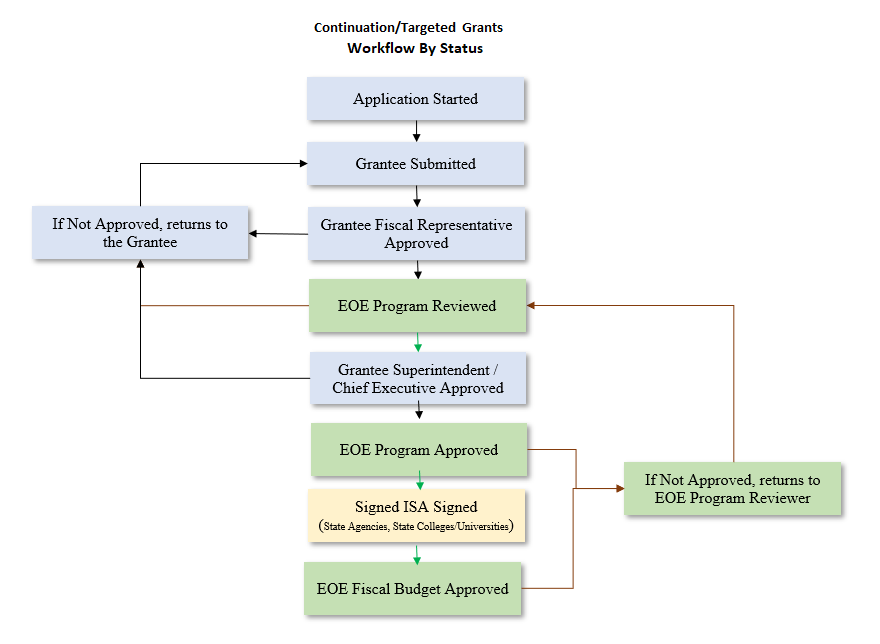 Continuation/Targeted Grants
Workflow By Status
Application Started
Grantee Submitted
If Not Approved, returns to
the Grantee
Grantee Fiscal Representative
Approved
EOE Program Reviewed
Grantee Superintendent /
Chief Executive Approved
EOE Program Approved
If Not Approved, returns to
EOE Program Reviewer
Signed ISA Signed
(State Agencies, State Colleges/Universities)
EOE Fiscal Budget Approved